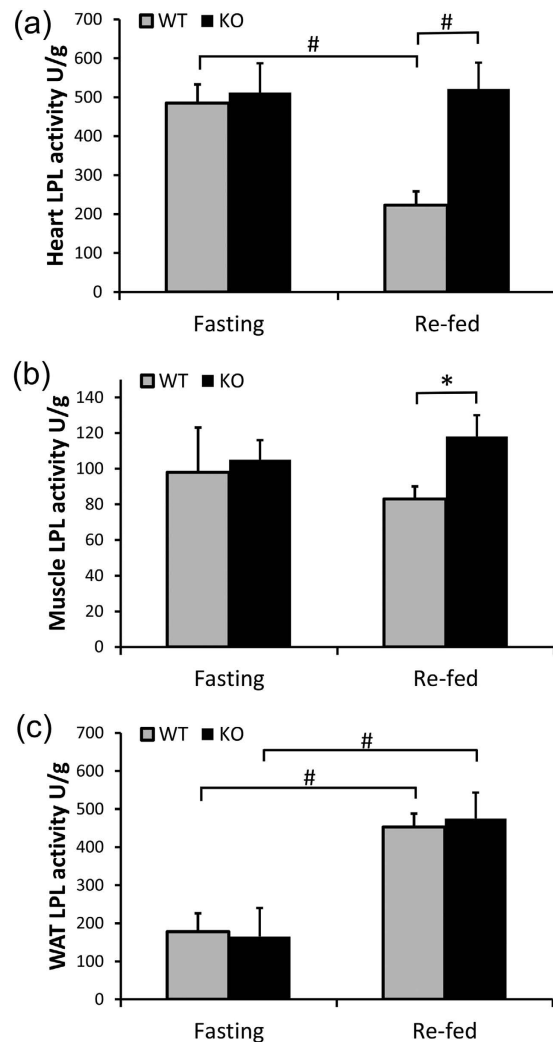 (a)
700
WT KO
#
#
600
500
400
300
200
100
0
Heart LPL activity U/g
Fasting Re-fed
(b)
WT KO
*
140
120
100
80
60
40
20
0
Muscle LPL activity U/g
Fasting Re-fed
(c)
700
WT KO
#
#
600
500
400
300
200
100
0
WAT LPL activity U/g
Fasting Re-fed